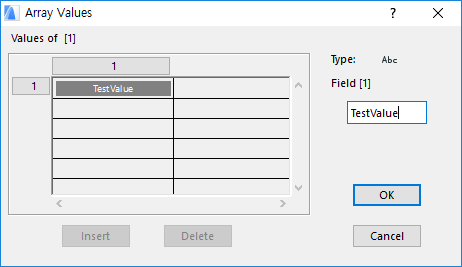 Array Values
Values of [1]
1
1
TestValue
Type: Abc
Field [1]
TestValue
OK
Insert
Delete
Cancel